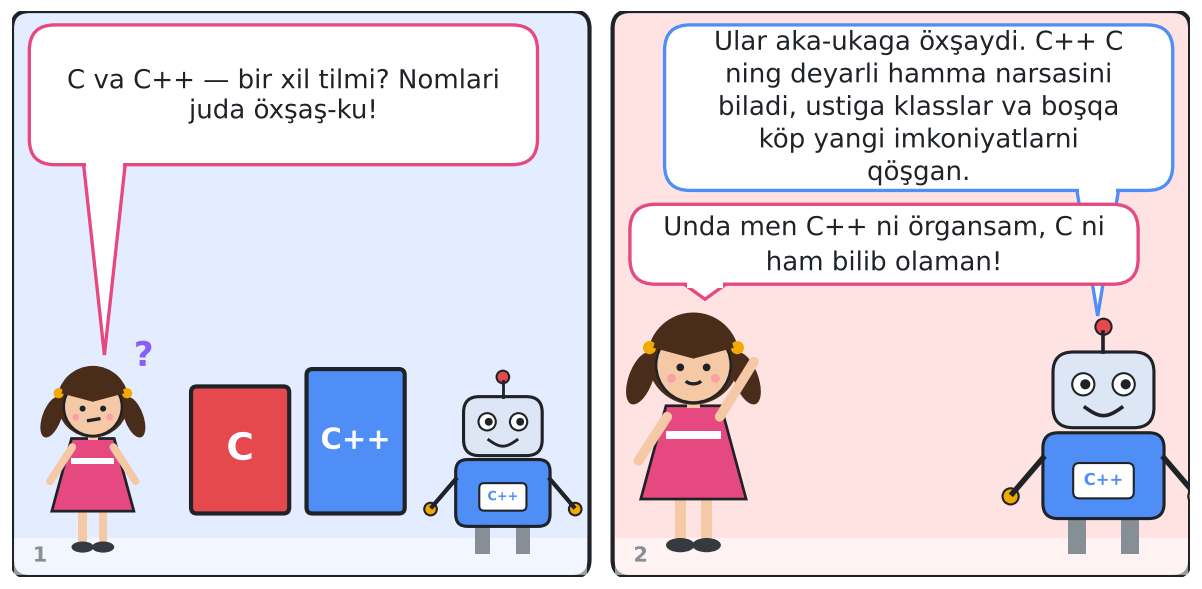 C va C++ — bir xil tilmi? Nomlari
juda öxşaş-ku!
?
C
C++
C++
1
Ular aka-ukaga öxşaydi. C++ C
ning deyarli hamma narsasini
biladi, ustiga klasslar va boşqa
köp yangi imkoniyatlarni
qöşgan.
Unda men C++ ni örgansam, C ni
ham bilib olaman!
C++
2